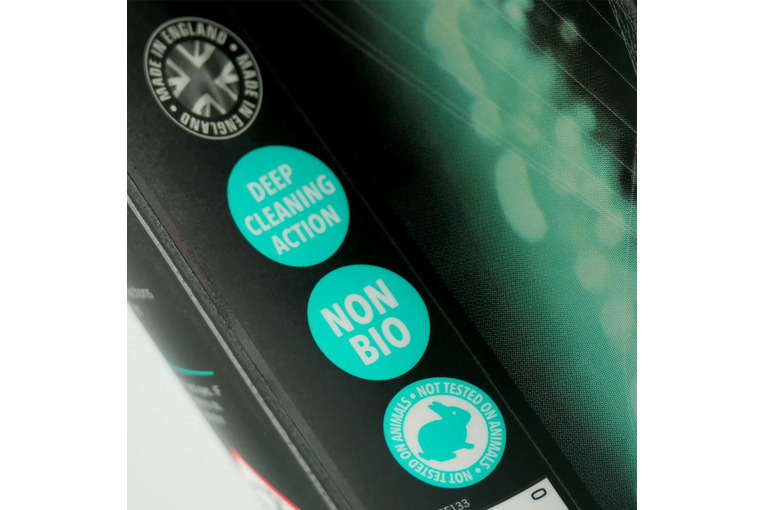 MADE IN ENGLAND • MADE IN ENGLAND •
DEEP
CLEANING
ACTION
NON
BIO
NOT TESTED ON ANIMALS • NOT TESTED ON ANIMALS •
0